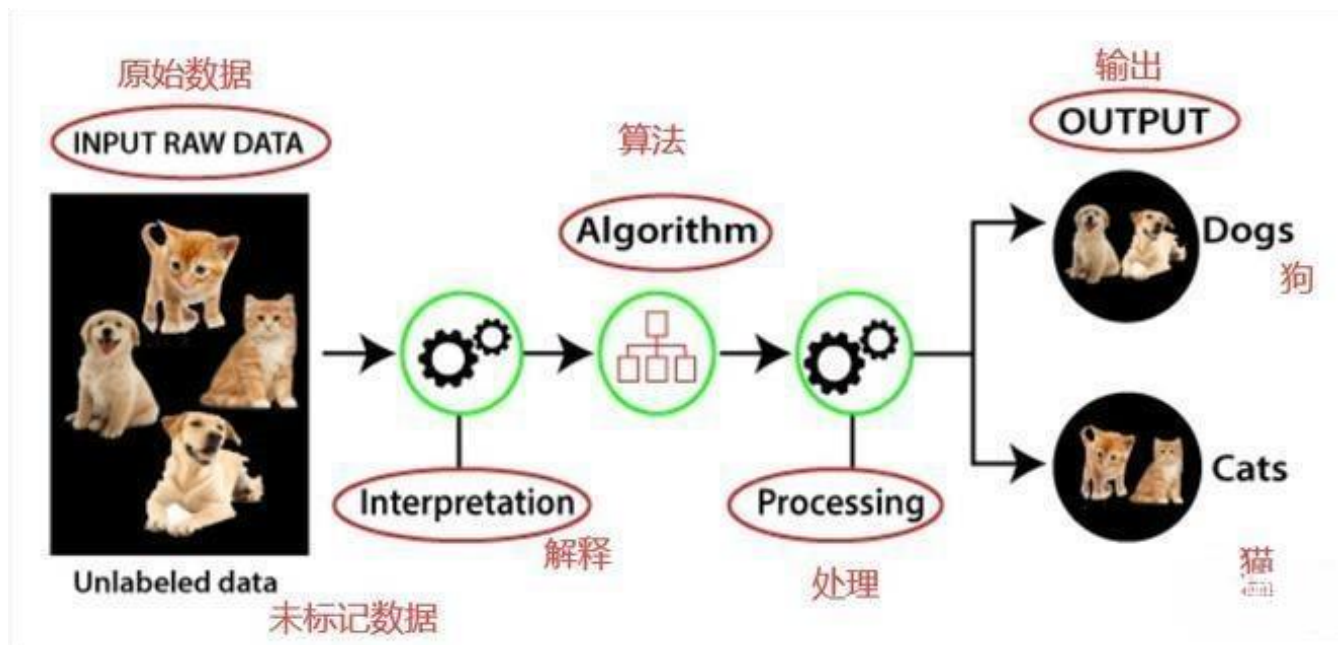 原始数据
INPUT RAW DATA
Unlabeled data
未标记数据
Interpretation
解释
算法
Algorithm
Processing
处理
输出
OUTPUT
Dogs
狗
Cats
猫